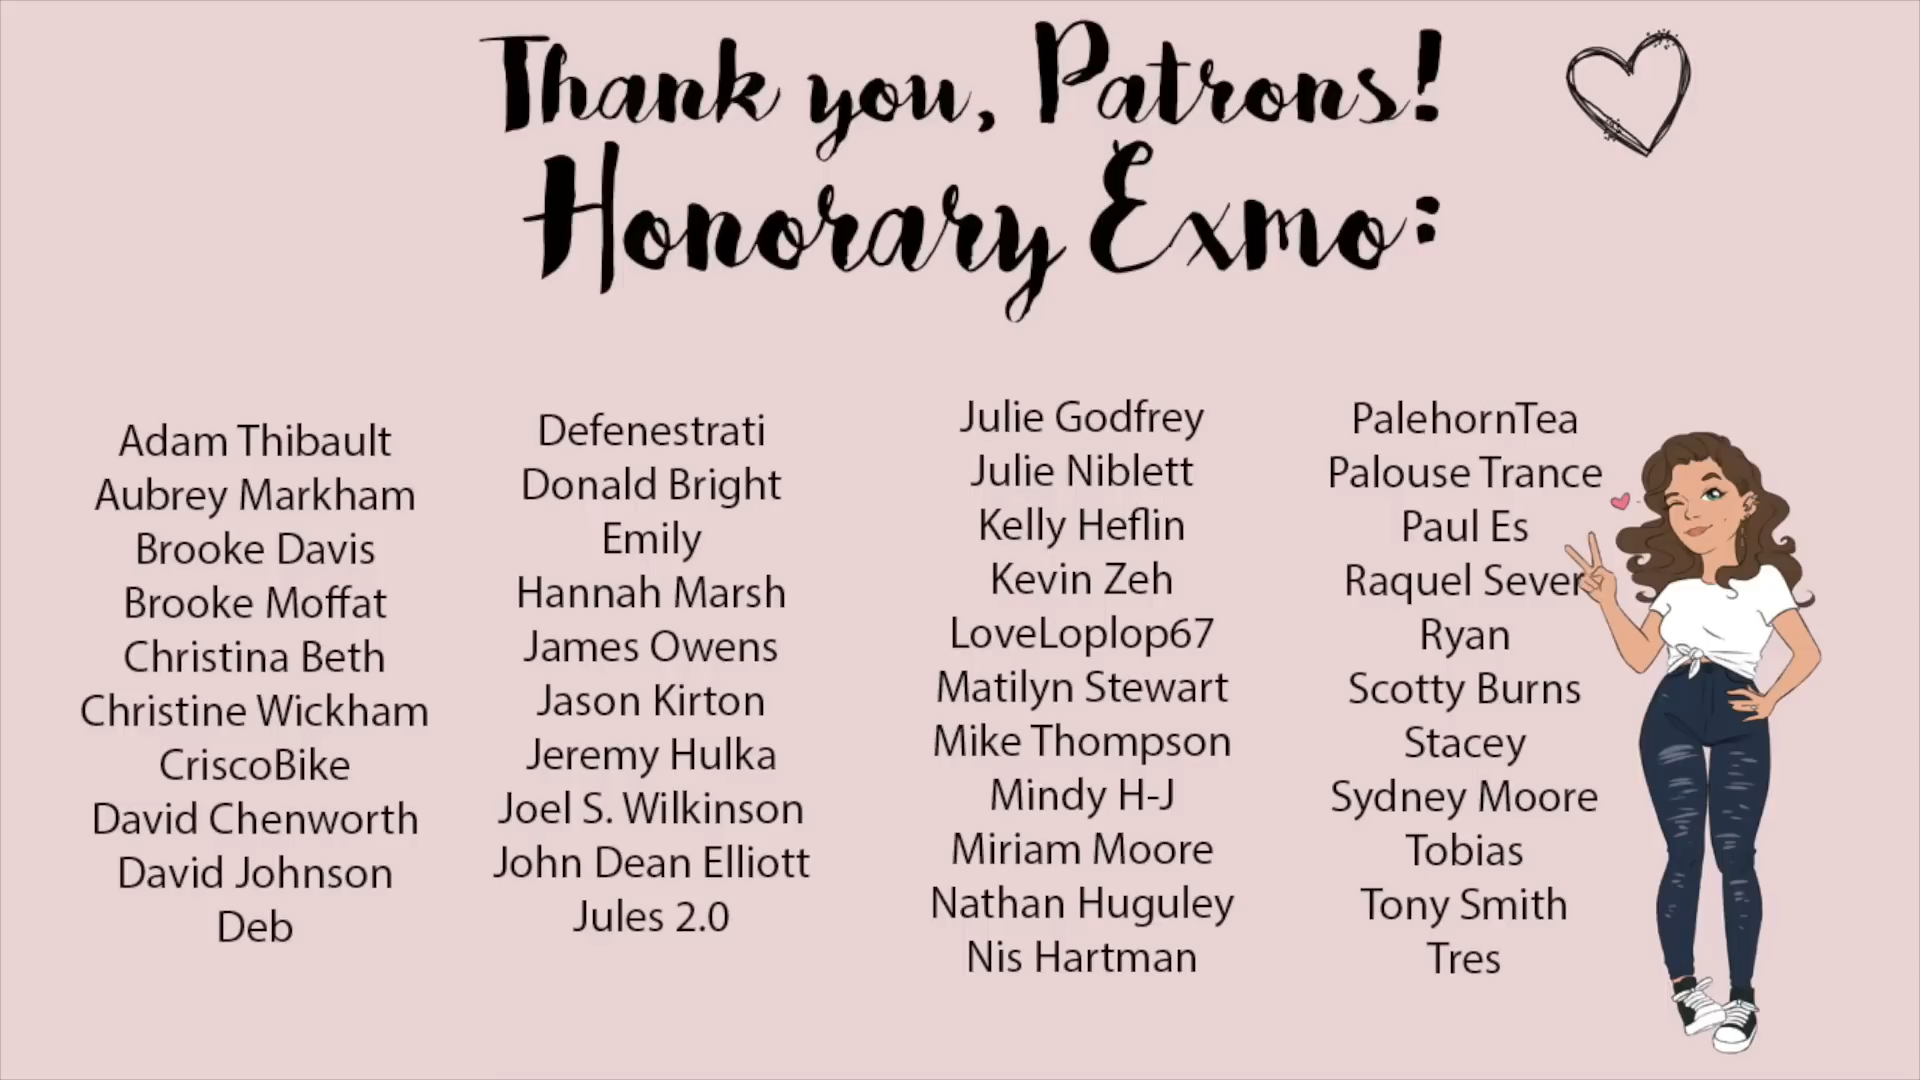 Thank you, Patrons!
Honorary Exmo:
Adam Thibault
Aubrey Markham
Brooke Davis
Brooke Moffat
Christina Beth
Christine Wickham
CriscoBike
David Chenworth
David Johnson
Deb
Defenestrati
Donald Bright
Emily
Hannah Marsh
James Owens
Jason Kirton
Jeremy Hulka
Joel S. Wilkinson
John Dean Elliott
Jules 2.0
Julie Godfrey
Julie Niblett
Kelly Heflin
Kevin Zeh
LoveLoplop67
Matilyn Stewart
Mike Thompson
Mindy H-J
Miriam Moore
Nathan Huguley
Nis Hartman
PalehornTea
Palouse Trance
Paul Es
Raquel Sever
Ryan
Scotty Burns
Stacey
Sydney Moore
Tobias
Tony Smith
Tres